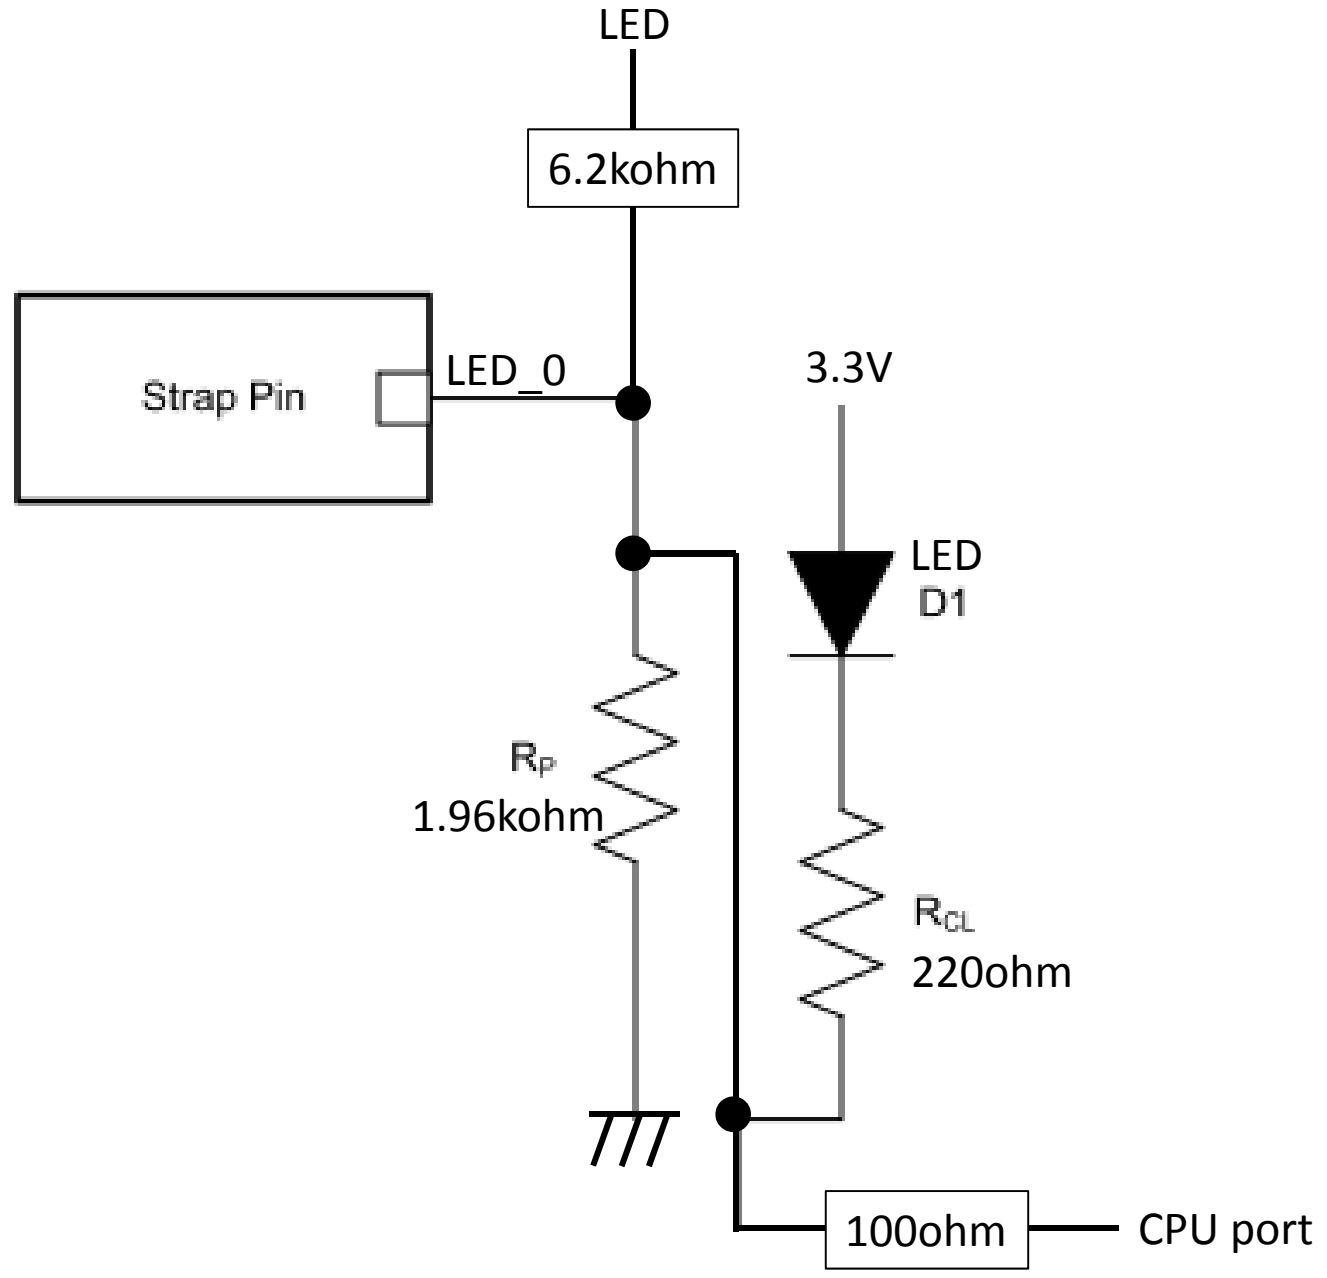 LED
6.2kohm
LED_0
Strap Pin
3.3V
LED
D1
RP
1.96kohm
RCL
220ohm
100ohm
CPU port